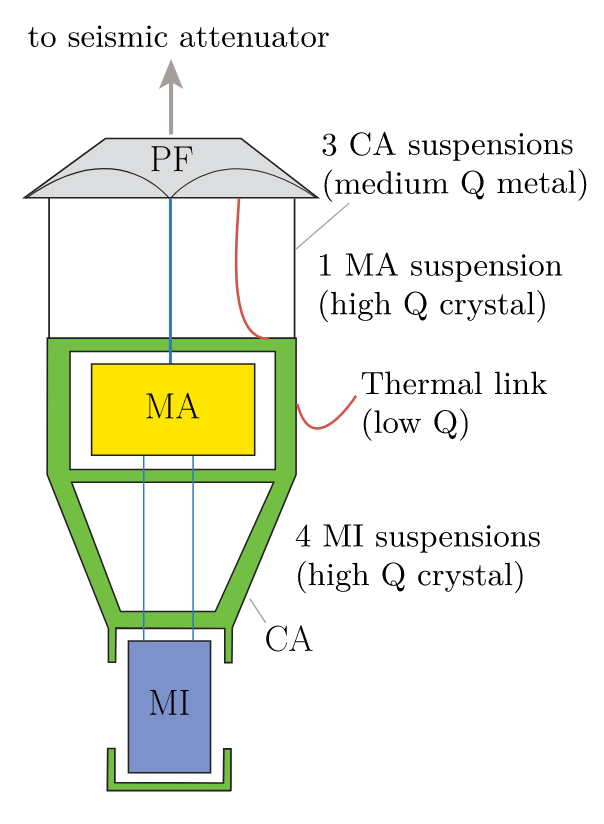 to seismic attenuator
PF
3 CA suspensions
(medium Q metal)
1 MA suspension
(high Q crystal)
MA
Thermal link
(low Q)
4 MI suspensions
(high Q crystal)
CA
MI